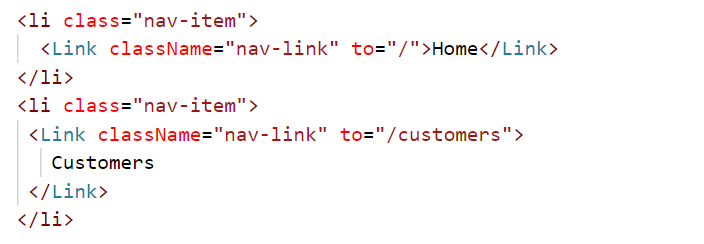 <li class="nav-item">
<Link className="nav-link" to="/">Home</Link>
</li>
<li class="nav-item">
<Link className="nav-link" to="/customers">
Customers
</Link>
</li>